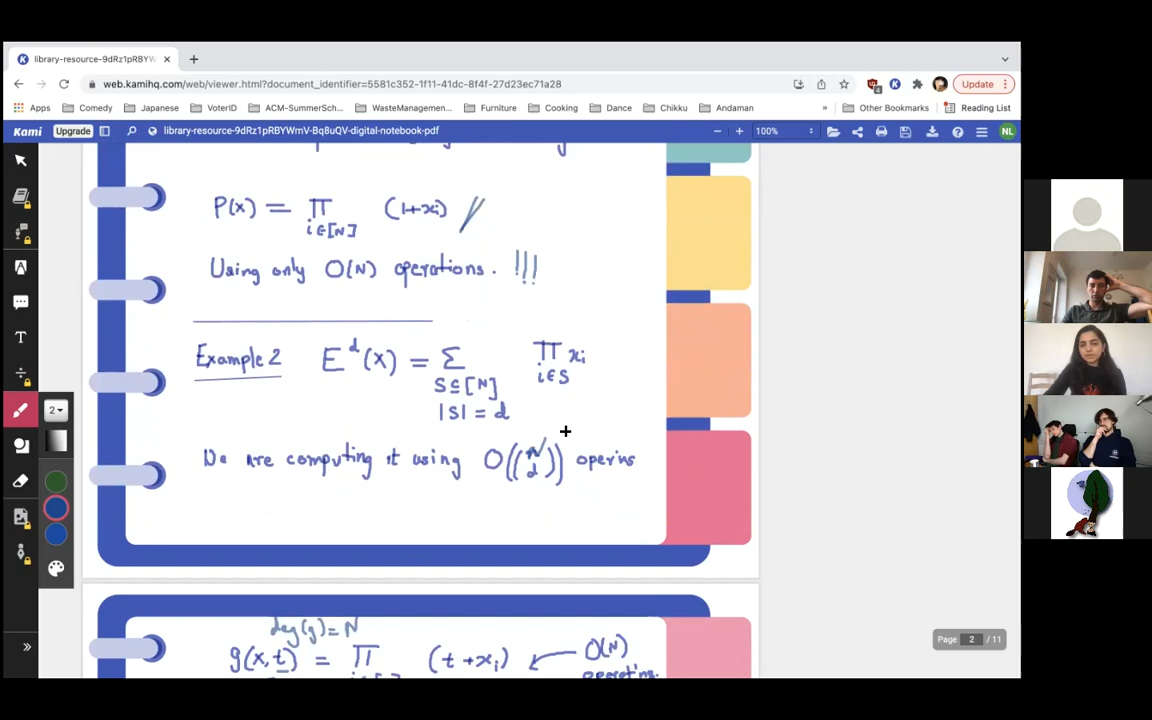 library-resource-9dRz1pRBYW
web.kamihq.com/web/viewer.html?document_identifier=5581c352-1f11-41dc-8f4f-27d23ec71a28
Update
Apps Comedy Japanese VoterID ACM-SummerSch... WasteManagemen... Furniture Cooking Dance Chikku Andaman » Other Bookmarks Reading List
Kami Upgrade library-resource-9dRz1pRBYWmV-Bq8uQV-digital-notebook-pdf 100% NL
P(x) = Π (1+xi)
i∈[N]
Using only O(N) operations. !!!
Example 2 E^d(x) = Σ Π xi
S⊆[N] i∈S
|S| = d
We are computing it using O((N d)) operins
2
Page 2 / 11
deg(g) = N
g(x,t) = Π (t+xi) ← O(N)
operations.